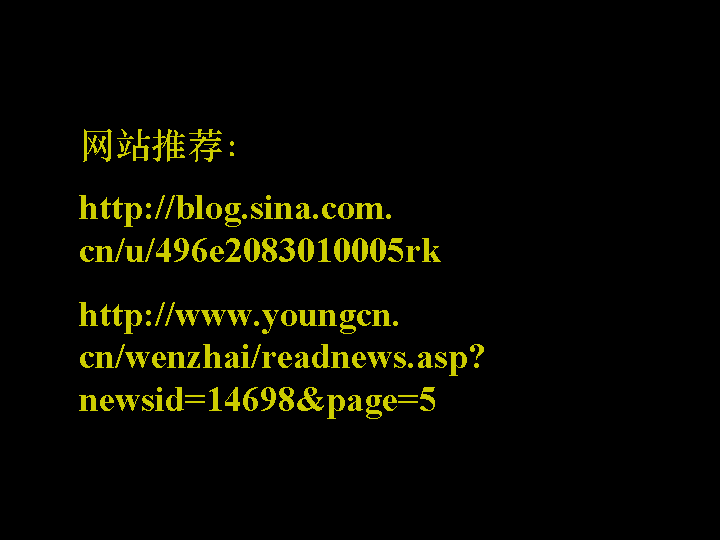 网站推荐：
http://blog.sina.com.
cn/u/496e2083010005rk
http://www.youngcn.
cn/wenzhai/readnews.asp?
newsid=14698&page=5